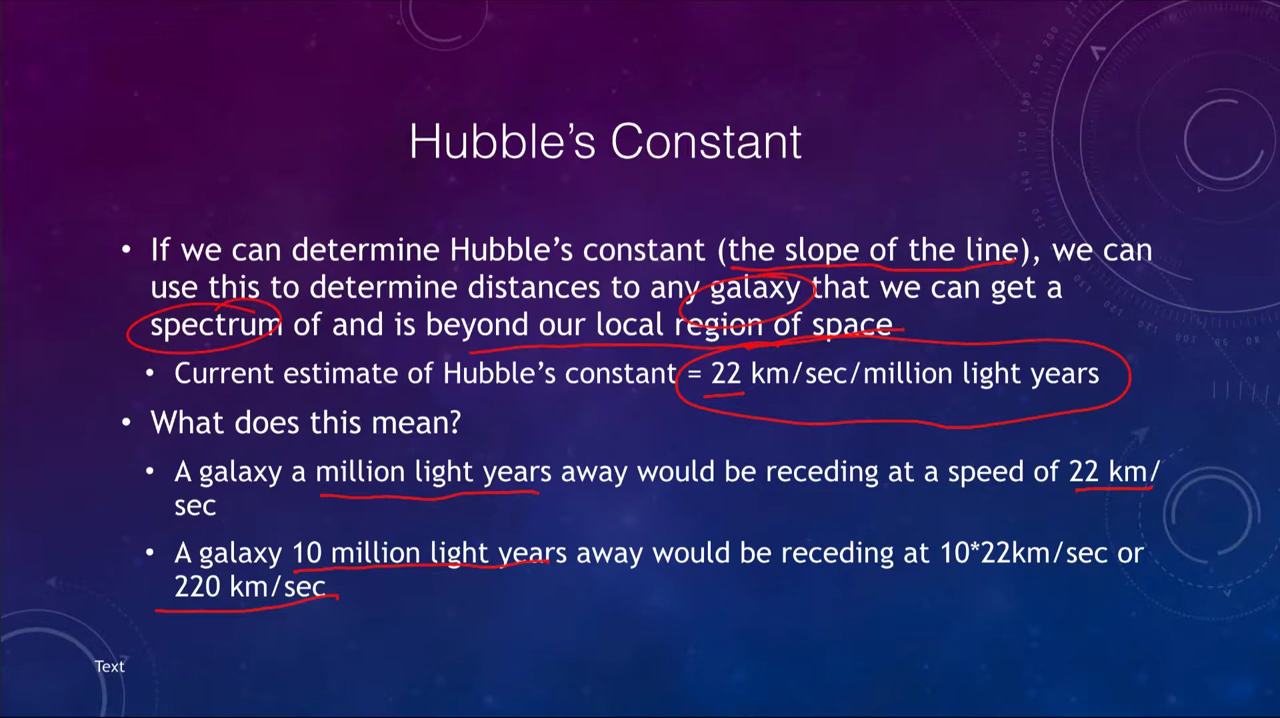 Hubble’s Constant
• If we can determine Hubble’s constant (the slope of the line), we can
use this to determine distances to any galaxy that we can get a
spectrum of and is beyond our local region of space
• Current estimate of Hubble’s constant = 22 km/sec/million light years
• What does this mean?
• A galaxy a million light years away would be receding at a speed of 22 km/
sec
• A galaxy 10 million light years away would be receding at 10*22km/sec or
220 km/sec
Text